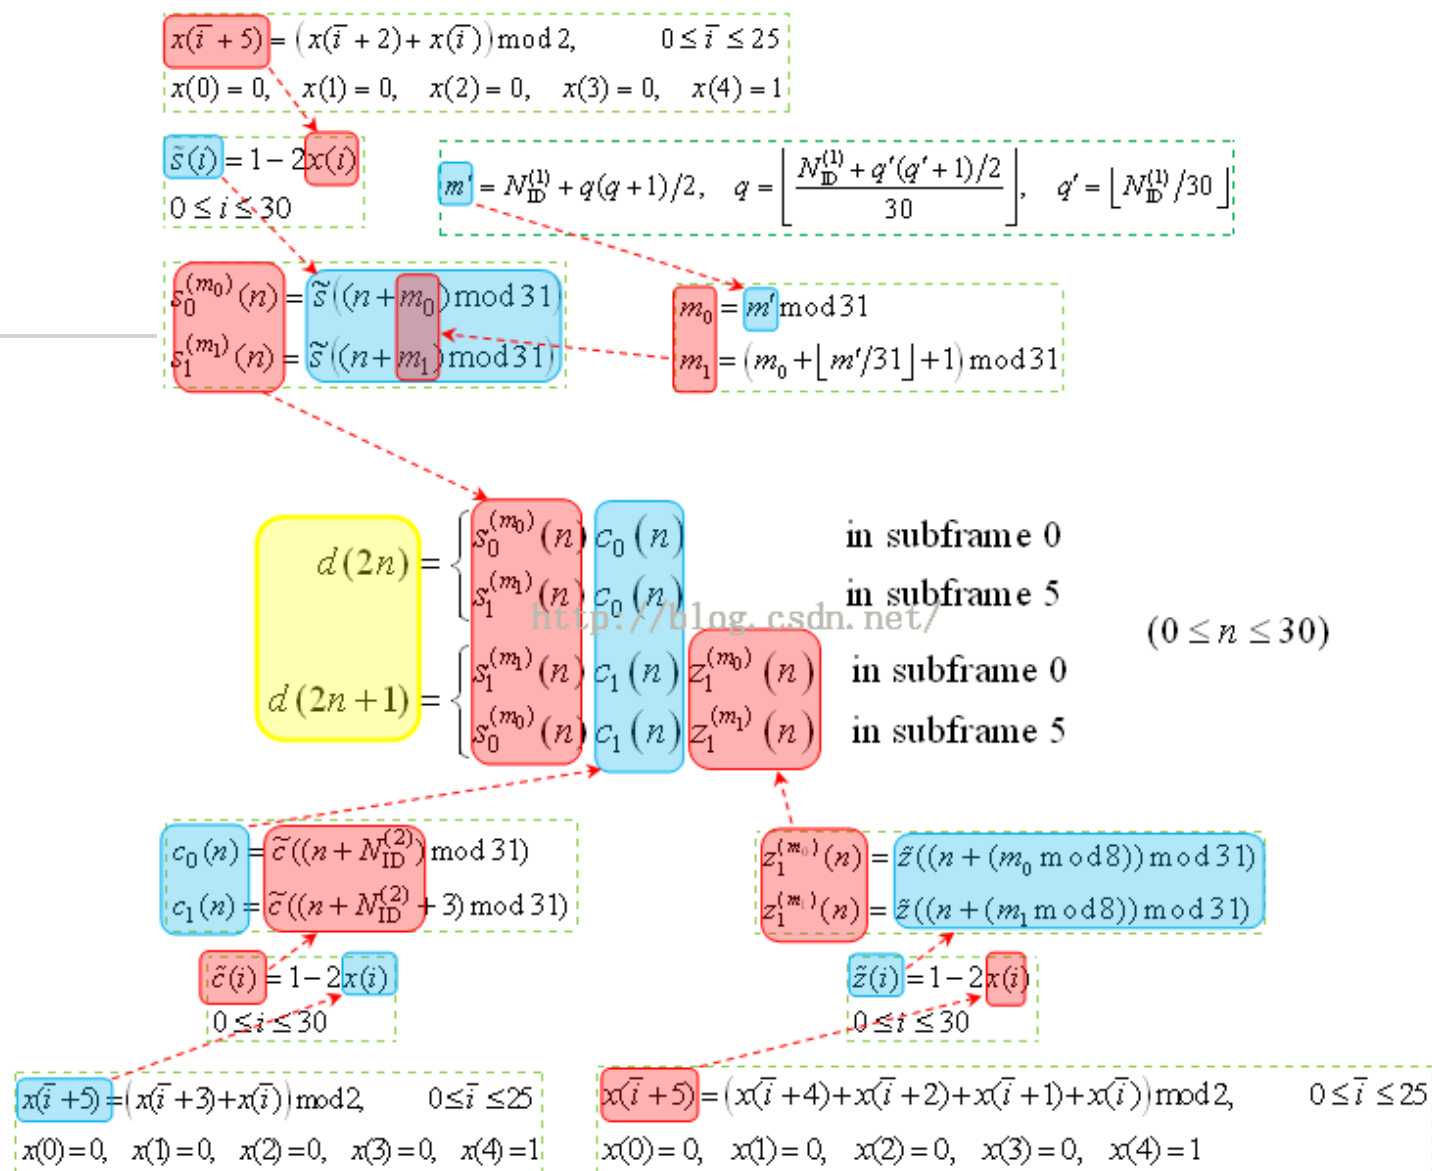 x(i̅ + 5) = (x(i̅ + 2) + x(i̅)) mod 2, 0 ≤ i̅ ≤ 25
x(0) = 0, x(1) = 0, x(2) = 0, x(3) = 0, x(4) = 1
s̃(i) = 1 − 2x(i)
0 ≤ i ≤ 30
m′ = N_ID^(1) + q(q + 1)/2, q = ⌊(N_ID^(1) + q′(q′ + 1)/2)/30⌋, q′ = ⌊N_ID^(1)/30⌋
s_0^(m_0)(n) = s̃((n + m_0) mod 31)
s_1^(m_1)(n) = s̃((n + m_1) mod 31)
m_0 = m′ mod 31
m_1 = (m_0 + ⌊m′/31⌋ + 1) mod 31
d(2n) = { s_0^(m_0)(n) c_0(n) in subframe 0
s_1^(m_1)(n) c_0(n) in subframe 5
http://blog.csdn.net/
(0 ≤ n ≤ 30)
d(2n + 1) = { s_1^(m_1)(n) c_1(n) z_1^(m_0)(n) in subframe 0
s_0^(m_0)(n) c_1(n) z_1^(m_1)(n) in subframe 5
c_0(n) = c̃((n + N_ID^(2)) mod 31)
c_1(n) = c̃((n + N_ID^(2) + 3) mod 31)
z_1^(m_0)(n) = z̃((n + (m_0 mod 8)) mod 31)
z_1^(m_1)(n) = z̃((n + (m_1 mod 8)) mod 31)
c̃(i) = 1 − 2x(i)
0 ≤ i ≤ 30
z̃(i) = 1 − 2x(i)
0 ≤ i ≤ 30
x(i̅ + 5) = (x(i̅ + 3) + x(i̅)) mod 2, 0 ≤ i̅ ≤ 25
x(0) = 0, x(1) = 0, x(2) = 0, x(3) = 0, x(4) = 1
x(i̅ + 5) = (x(i̅ + 4) + x(i̅ + 2) + x(i̅ + 1) + x(i̅)) mod 2, 0 ≤ i̅ ≤ 25
x(0) = 0, x(1) = 0, x(2) = 0, x(3) = 0, x(4) = 1